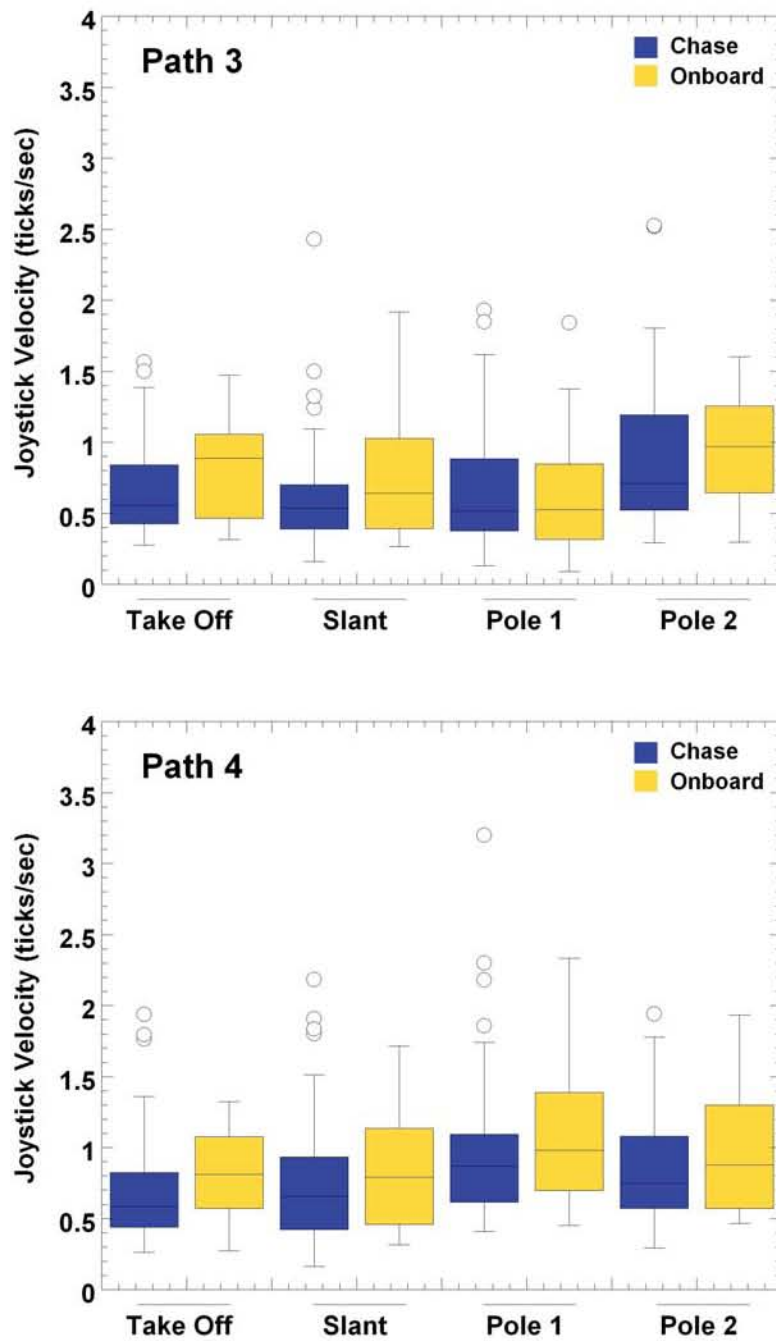 Path 3
Chase
Onboard
Joystick Velocity (ticks/sec)
4
3.5
3
2.5
2
1.5
1
0.5
0
Take Off Slant Pole 1 Pole 2
Path 4
Chase
Onboard
Joystick Velocity (ticks/sec)
4
3.5
3
2.5
2
1.5
1
0.5
0
Take Off Slant Pole 1 Pole 2